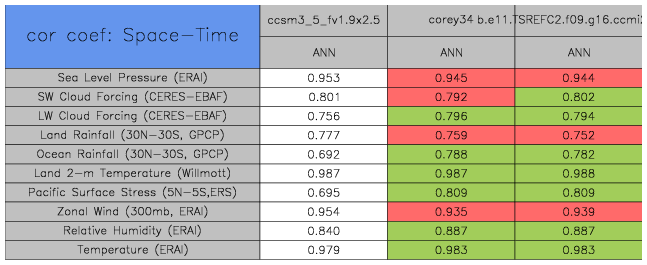 cor coef: Space-Time ccsm3_5_fv1.9x2.5 corey34 b.e11.TSREFC2.f09.g16.ccmi2
ANN ANN ANN
Sea Level Pressure (ERAI) 0.953 0.945 0.944
SW Cloud Forcing (CERES-EBAF) 0.801 0.792 0.802
LW Cloud Forcing (CERES-EBAF) 0.756 0.796 0.794
Land Rainfall (30N-30S, GPCP) 0.777 0.759 0.752
Ocean Rainfall (30N-30S, GPCP) 0.692 0.788 0.782
Land 2-m Temperature (Willmott) 0.987 0.987 0.988
Pacific Surface Stress (5N-5S,ERS) 0.695 0.809 0.809
Zonal Wind (300mb, ERAI) 0.954 0.935 0.939
Relative Humidity (ERAI) 0.840 0.887 0.887
Temperature (ERAI) 0.979 0.983 0.983